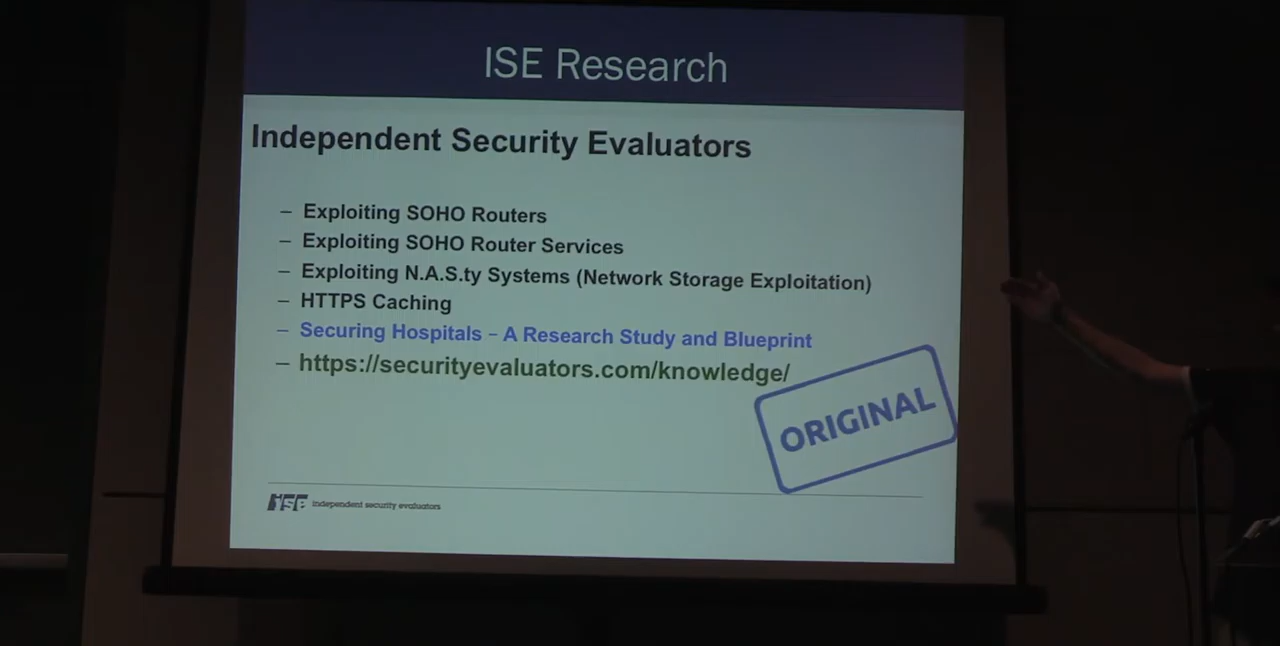 ISE Research
Independent Security Evaluators
– Exploiting SOHO Routers
– Exploiting SOHO Router Services
– Exploiting N.A.S.ty Systems (Network Storage Exploitation)
– HTTPS Caching
– Securing Hospitals – A Research Study and Blueprint
– https://securityevaluators.com/knowledge/
ORIGINAL
ise independent security evaluators